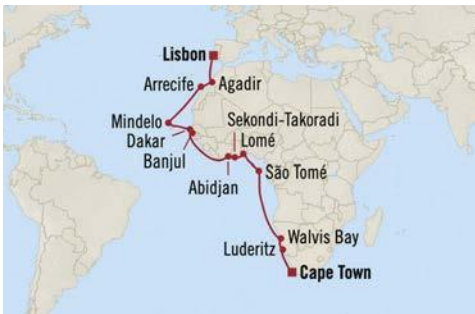 Lisbon
Arrecife
Agadir
Mindelo
Dakar
Banjul
Sekondi-Takoradi
Lomé
Abidjan
São Tomé
Walvis Bay
Luderitz
Cape Town